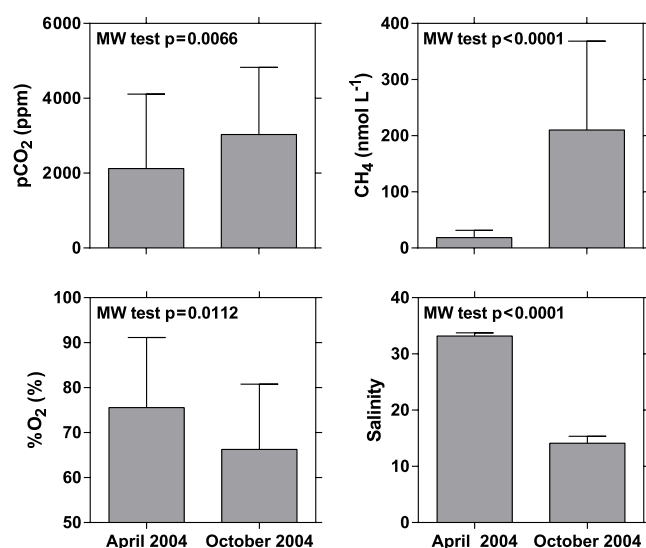 MW test p=0.0066
pCO2 (ppm)
6000
4000
2000
0
MW test p<0.0001
CH4 (nmol L-1)
400
300
200
100
0
MW test p=0.0112
%O2 (%)
100
90
80
70
60
50
April 2004 October 2004
MW test p<0.0001
Salinity
40
30
20
10
0
April 2004 October 2004